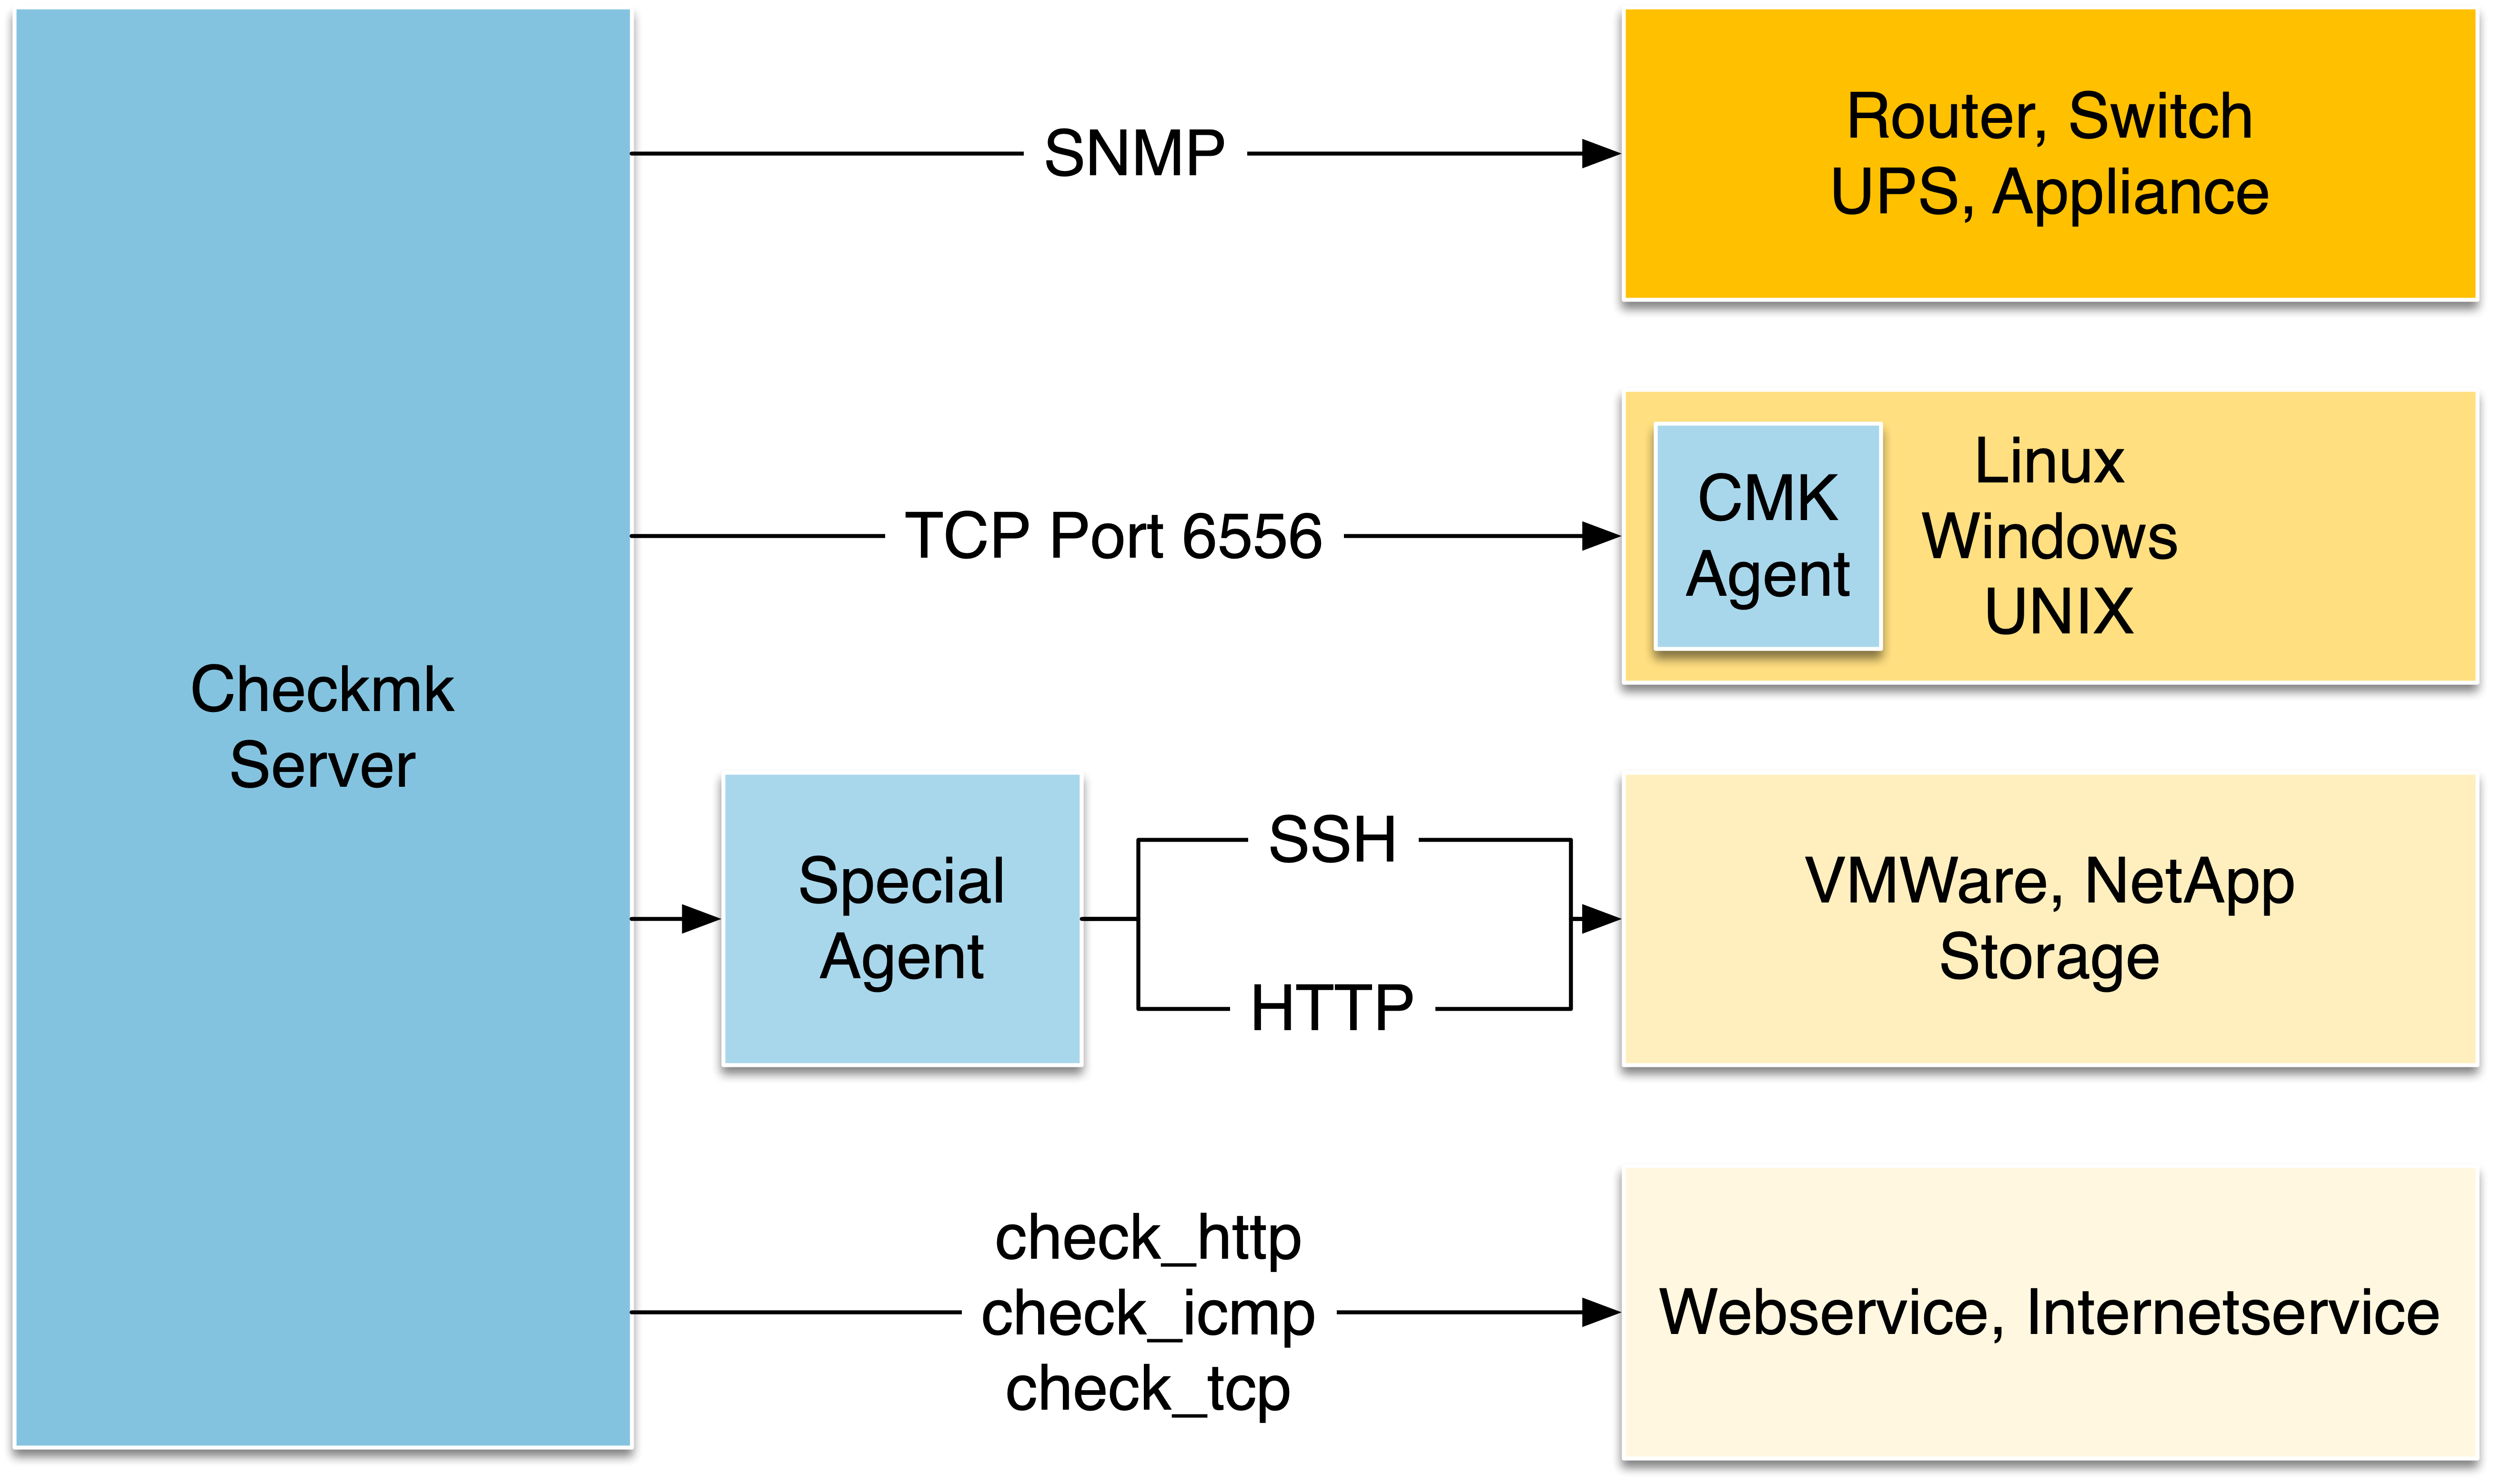 Checkmk
Server
SNMP
Router, Switch
UPS, Appliance
TCP Port 6556
CMK
Agent
Linux
Windows
UNIX
Special
Agent
SSH
HTTP
VMWare, NetApp
Storage
check_http
check_icmp
check_tcp
Webservice, Internetservice